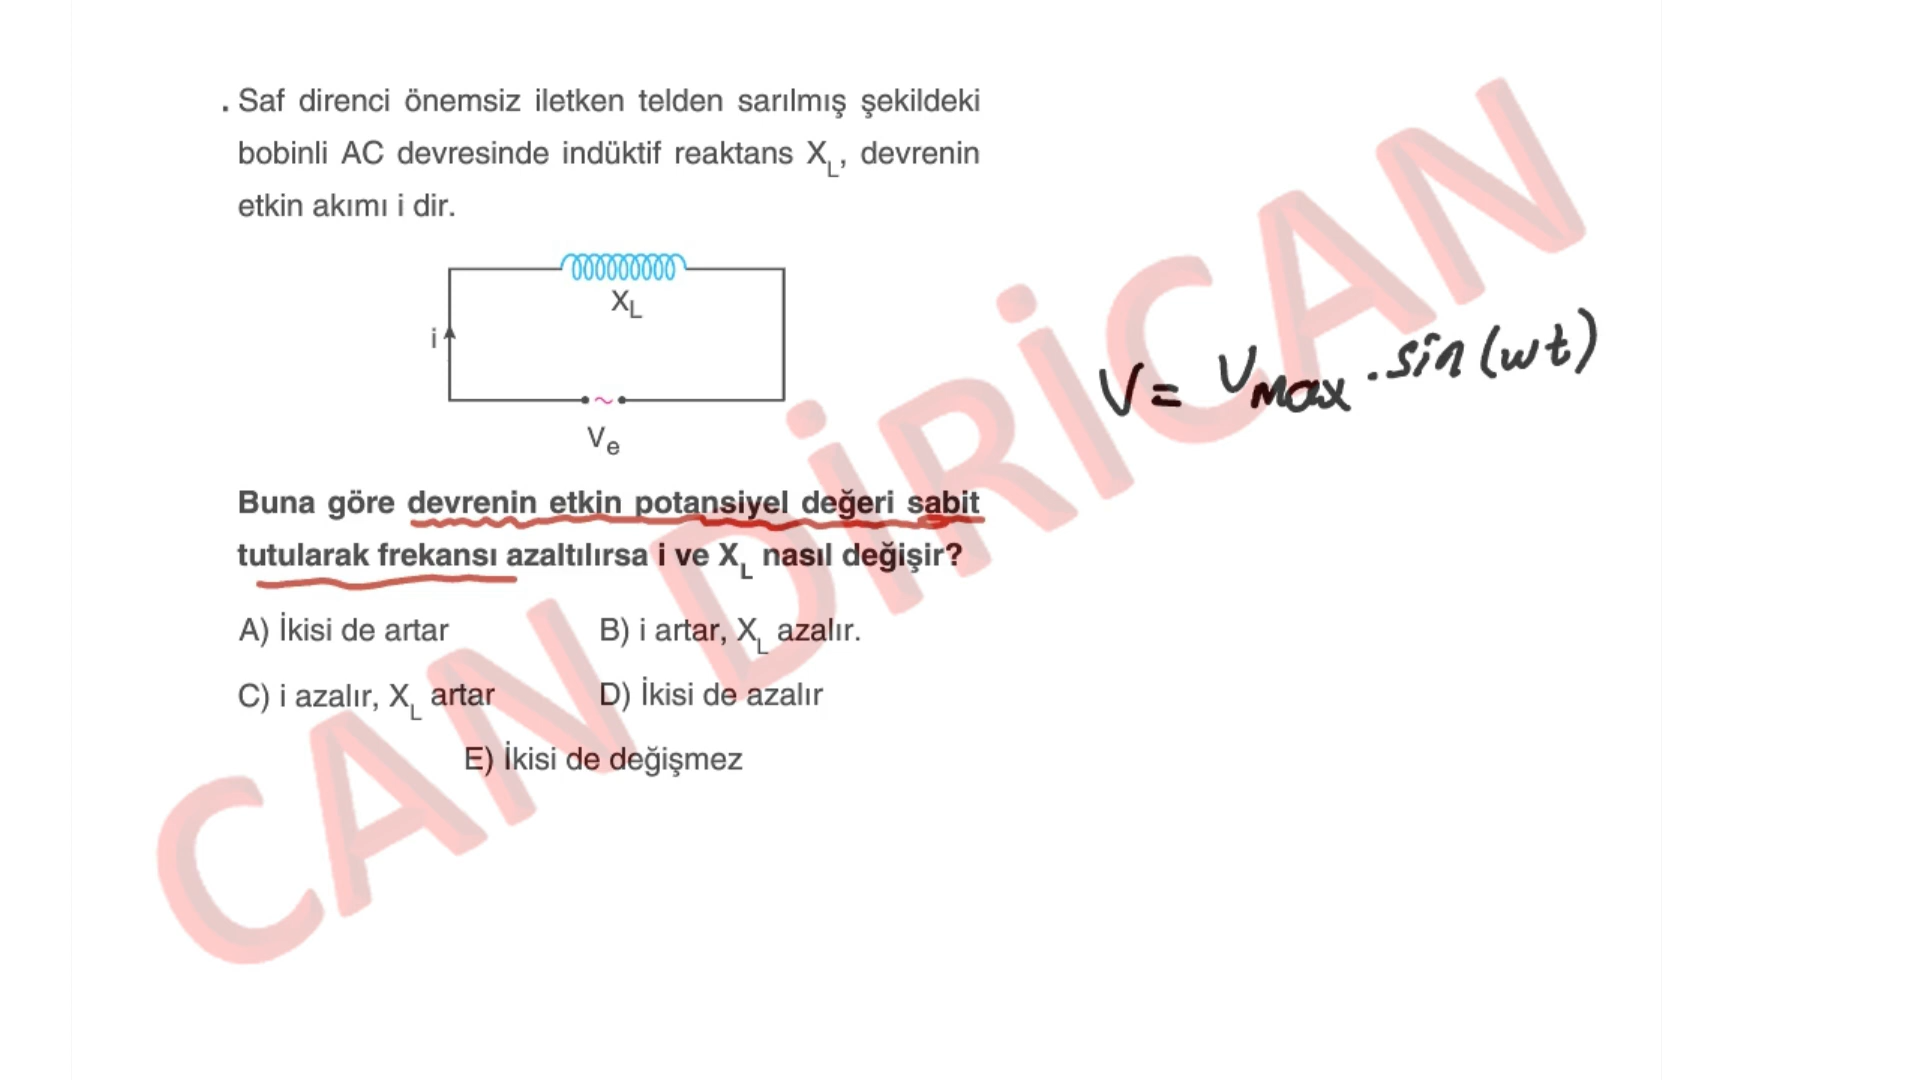 . Saf direnci önemsiz iletken telden sarılmış şekildeki
bobinli AC devresinde indüktif reaktans X_L, devrenin
etkin akımı i dir.
X_L
i
V_e
V = V_max . sin(wt)
Buna göre devrenin etkin potansiyel değeri sabit
tutularak frekansı azaltılırsa i ve X_L nasıl değişir?
A) İkisi de artar
B) i artar, X_L azalır.
C) i azalır, X_L artar
D) İkisi de azalır
E) İkisi de değişmez
CAN DİRİCAN